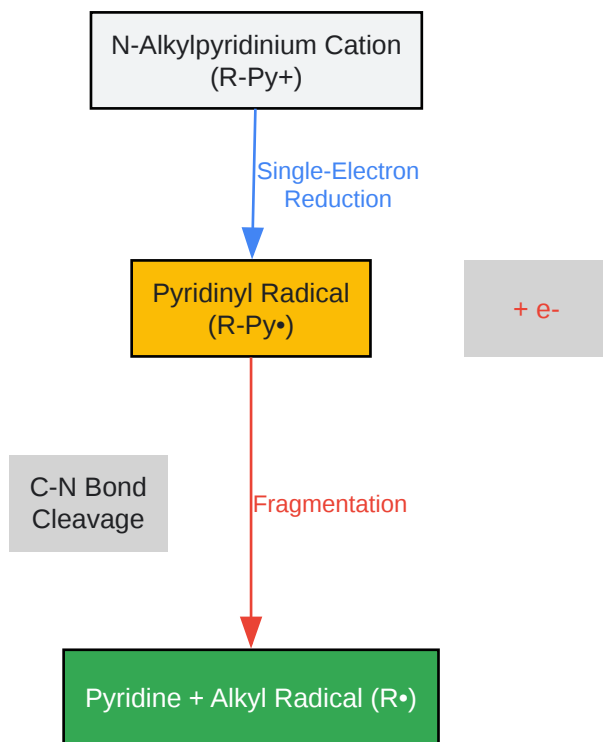 N-Alkylpyridinium Cation
(R-Py+)
Single-Electron
Reduction
Pyridinyl Radical
(R-Py•)
+ e-
C-N Bond
Cleavage
Fragmentation
Pyridine + Alkyl Radical (R•)